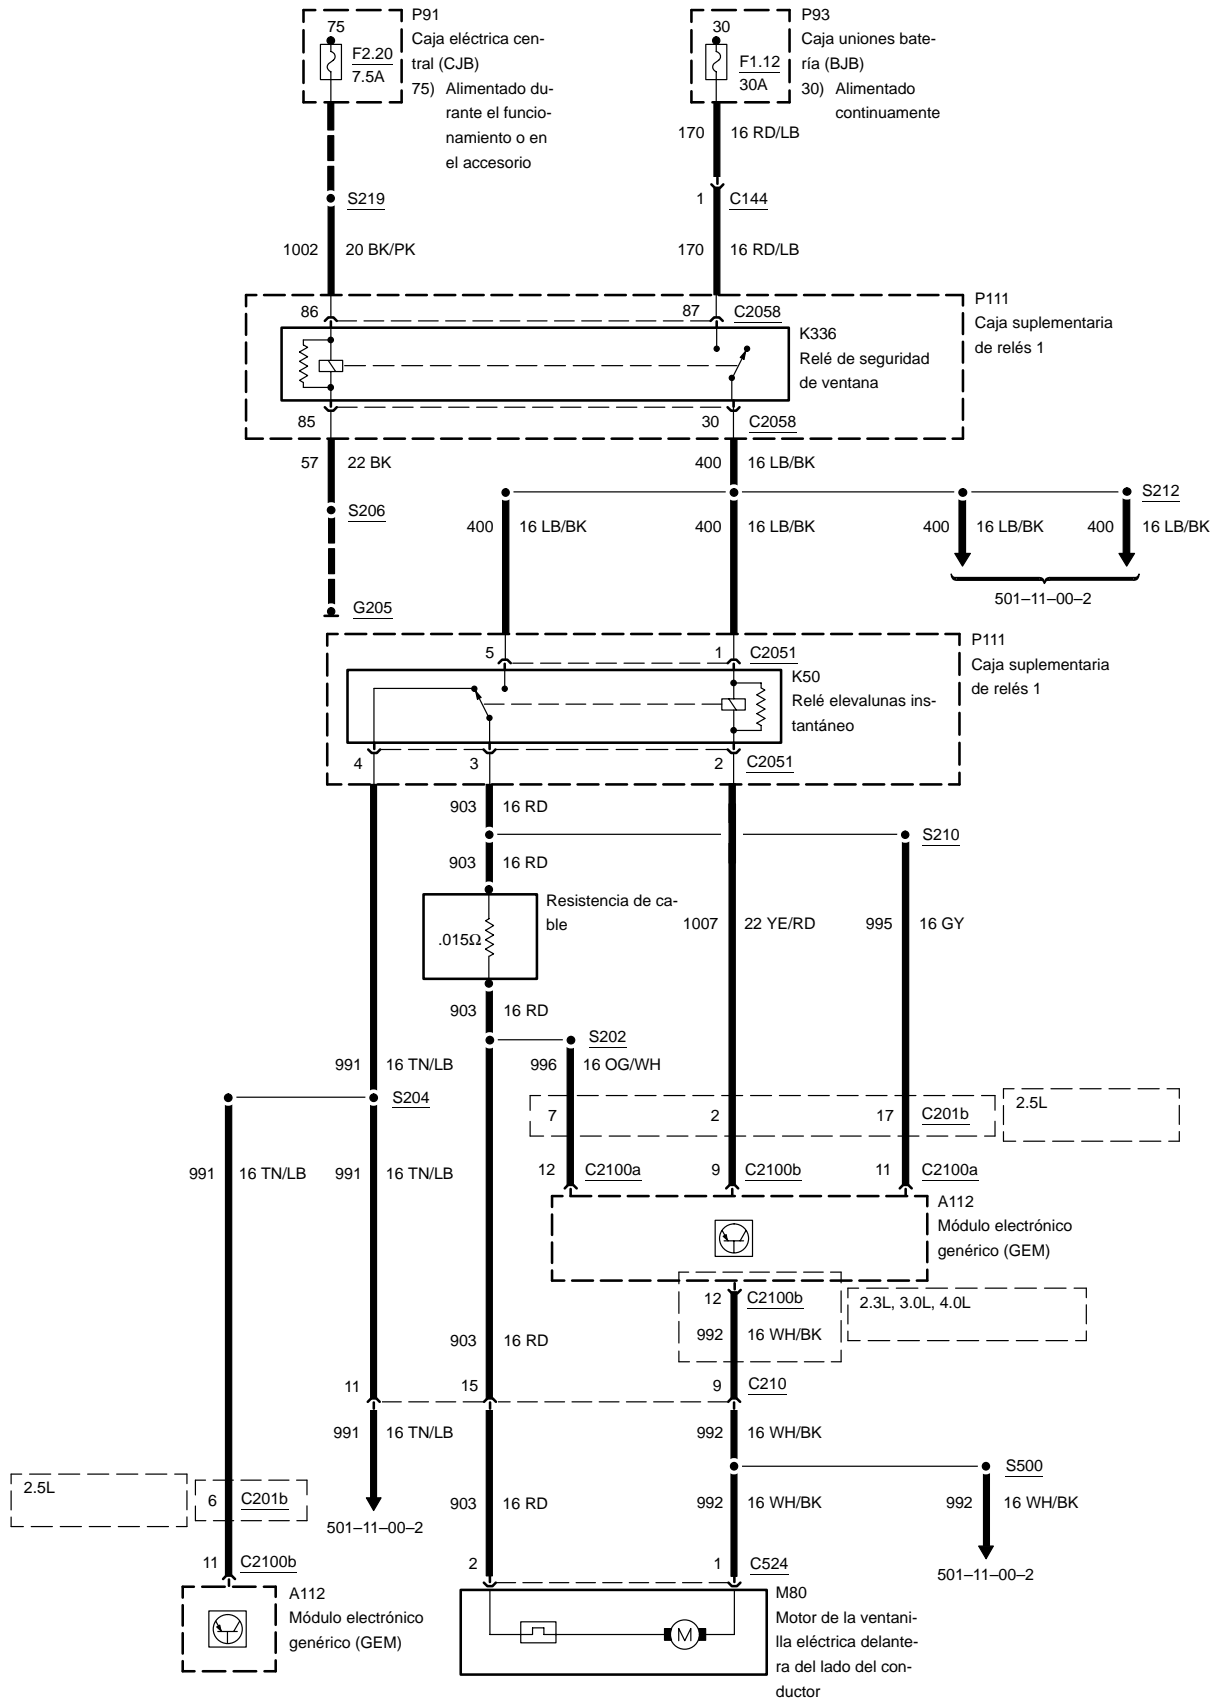 75
F2.20
7.5A
P91
Caja eléctrica cen-
tral (CJB)
75) Alimentado du-
rante el funcio-
namiento o en
el accesorio
30
F1.12
30A
P93
Caja uniones bate-
ría (BJB)
30) Alimentado
continuamente
170 16 RD/LB
S219
1 C144
1002 20 BK/PK
170 16 RD/LB
P111
Caja suplementaria
de relés 1
86
87 C2058
K336
Relé de seguridad
de ventana
85
30 C2058
57 22 BK
400 16 LB/BK
S206
S212
400 16 LB/BK
400 16 LB/BK
400 16 LB/BK
400 16 LB/BK
501–11–00–2
G205
P111
Caja suplementaria
de relés 1
5
1 C2051
K50
Relé elevalunas ins-
tantáneo
4
3
2 C2051
903 16 RD
S210
903 16 RD
Resistencia de ca-
ble
.015Ω
1007 22 YE/RD
995 16 GY
903 16 RD
S202
991 16 TN/LB
996 16 OG/WH
S204
7
2
17 C201b
2.5L
991 16 TN/LB
991 16 TN/LB
12 C2100a
9 C2100b
11 C2100a
A112
Módulo electrónico
genérico (GEM)
12 C2100b
992 16 WH/BK
2.3L, 3.0L, 4.0L
903 16 RD
11
15
9 C210
991 16 TN/LB
992 16 WH/BK
S500
2.5L
6 C201b
903 16 RD
992 16 WH/BK
992 16 WH/BK
501–11–00–2
501–11–00–2
11 C2100b
A112
Módulo electrónico
genérico (GEM)
2
1 C524
M80
Motor de la ventani-
lla eléctrica delante-
ra del lado del con-
ductor
M